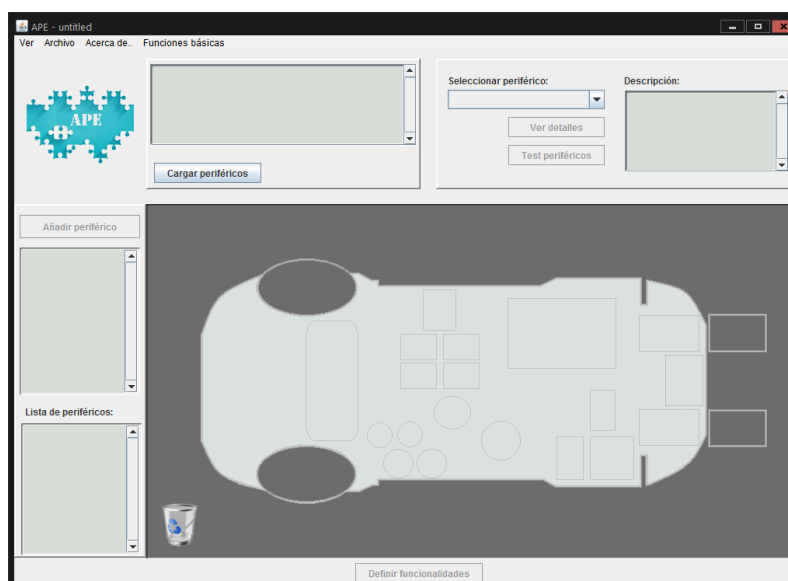 APE - untitled
Ver Archivo Acerca de.. Funciones básicas
APE
Cargar periféricos
Seleccionar periférico:
Descripción:
Ver detalles
Test periféricos
Añadir periférico
Lista de periféricos:
Definir funcionalidades